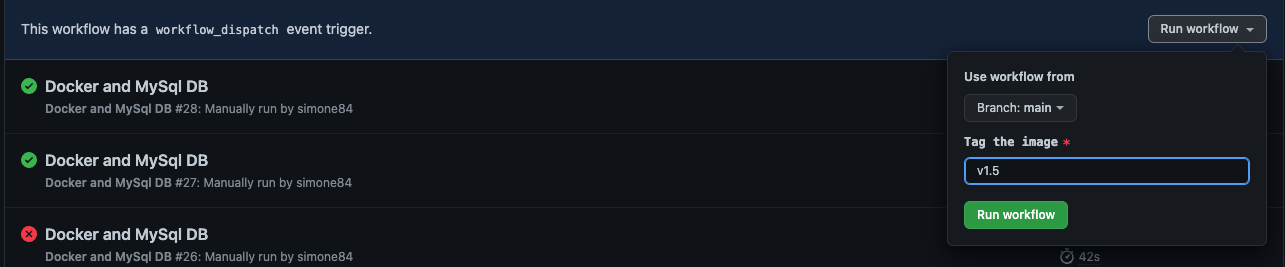 This workflow has a workflow_dispatch event trigger.
Run workflow
Use workflow from
Branch: main
Tag the image *
v1.5
Run workflow
Docker and MySql DB
Docker and MySql DB #28: Manually run by simone84
Docker and MySql DB
Docker and MySql DB #27: Manually run by simone84
Docker and MySql DB
Docker and MySql DB #26: Manually run by simone84
42s